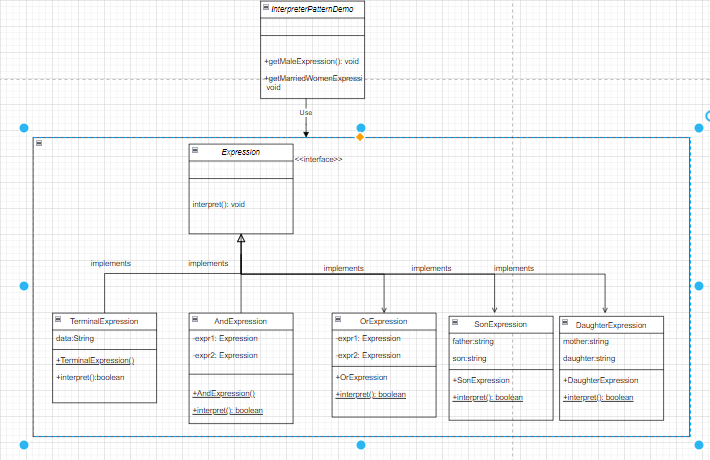 InterpreterPatternDemo
+getMaleExpression(): void
+getMarriedWomenExpressi
void
Use
Expression
<<interface>>
interpret(): void
implements
implements
implements
implements
implements
TerminalExpression
data:String
+TerminalExpression()
+interpret():boolean
AndExpression
-expr1: Expression
-expr2: Expression
+AndExpression()
+interpret(): boolean
OrExpression
-expr1: Expression
-expr2: Expression
+OrExpression
+interpret(): boolean
SonExpression
father:string
son:string
+SonExpression
+interpret(): boolean
DaughterExpression
mother:string
daughter:string
+DaughterExpression
+interpret(): boolean